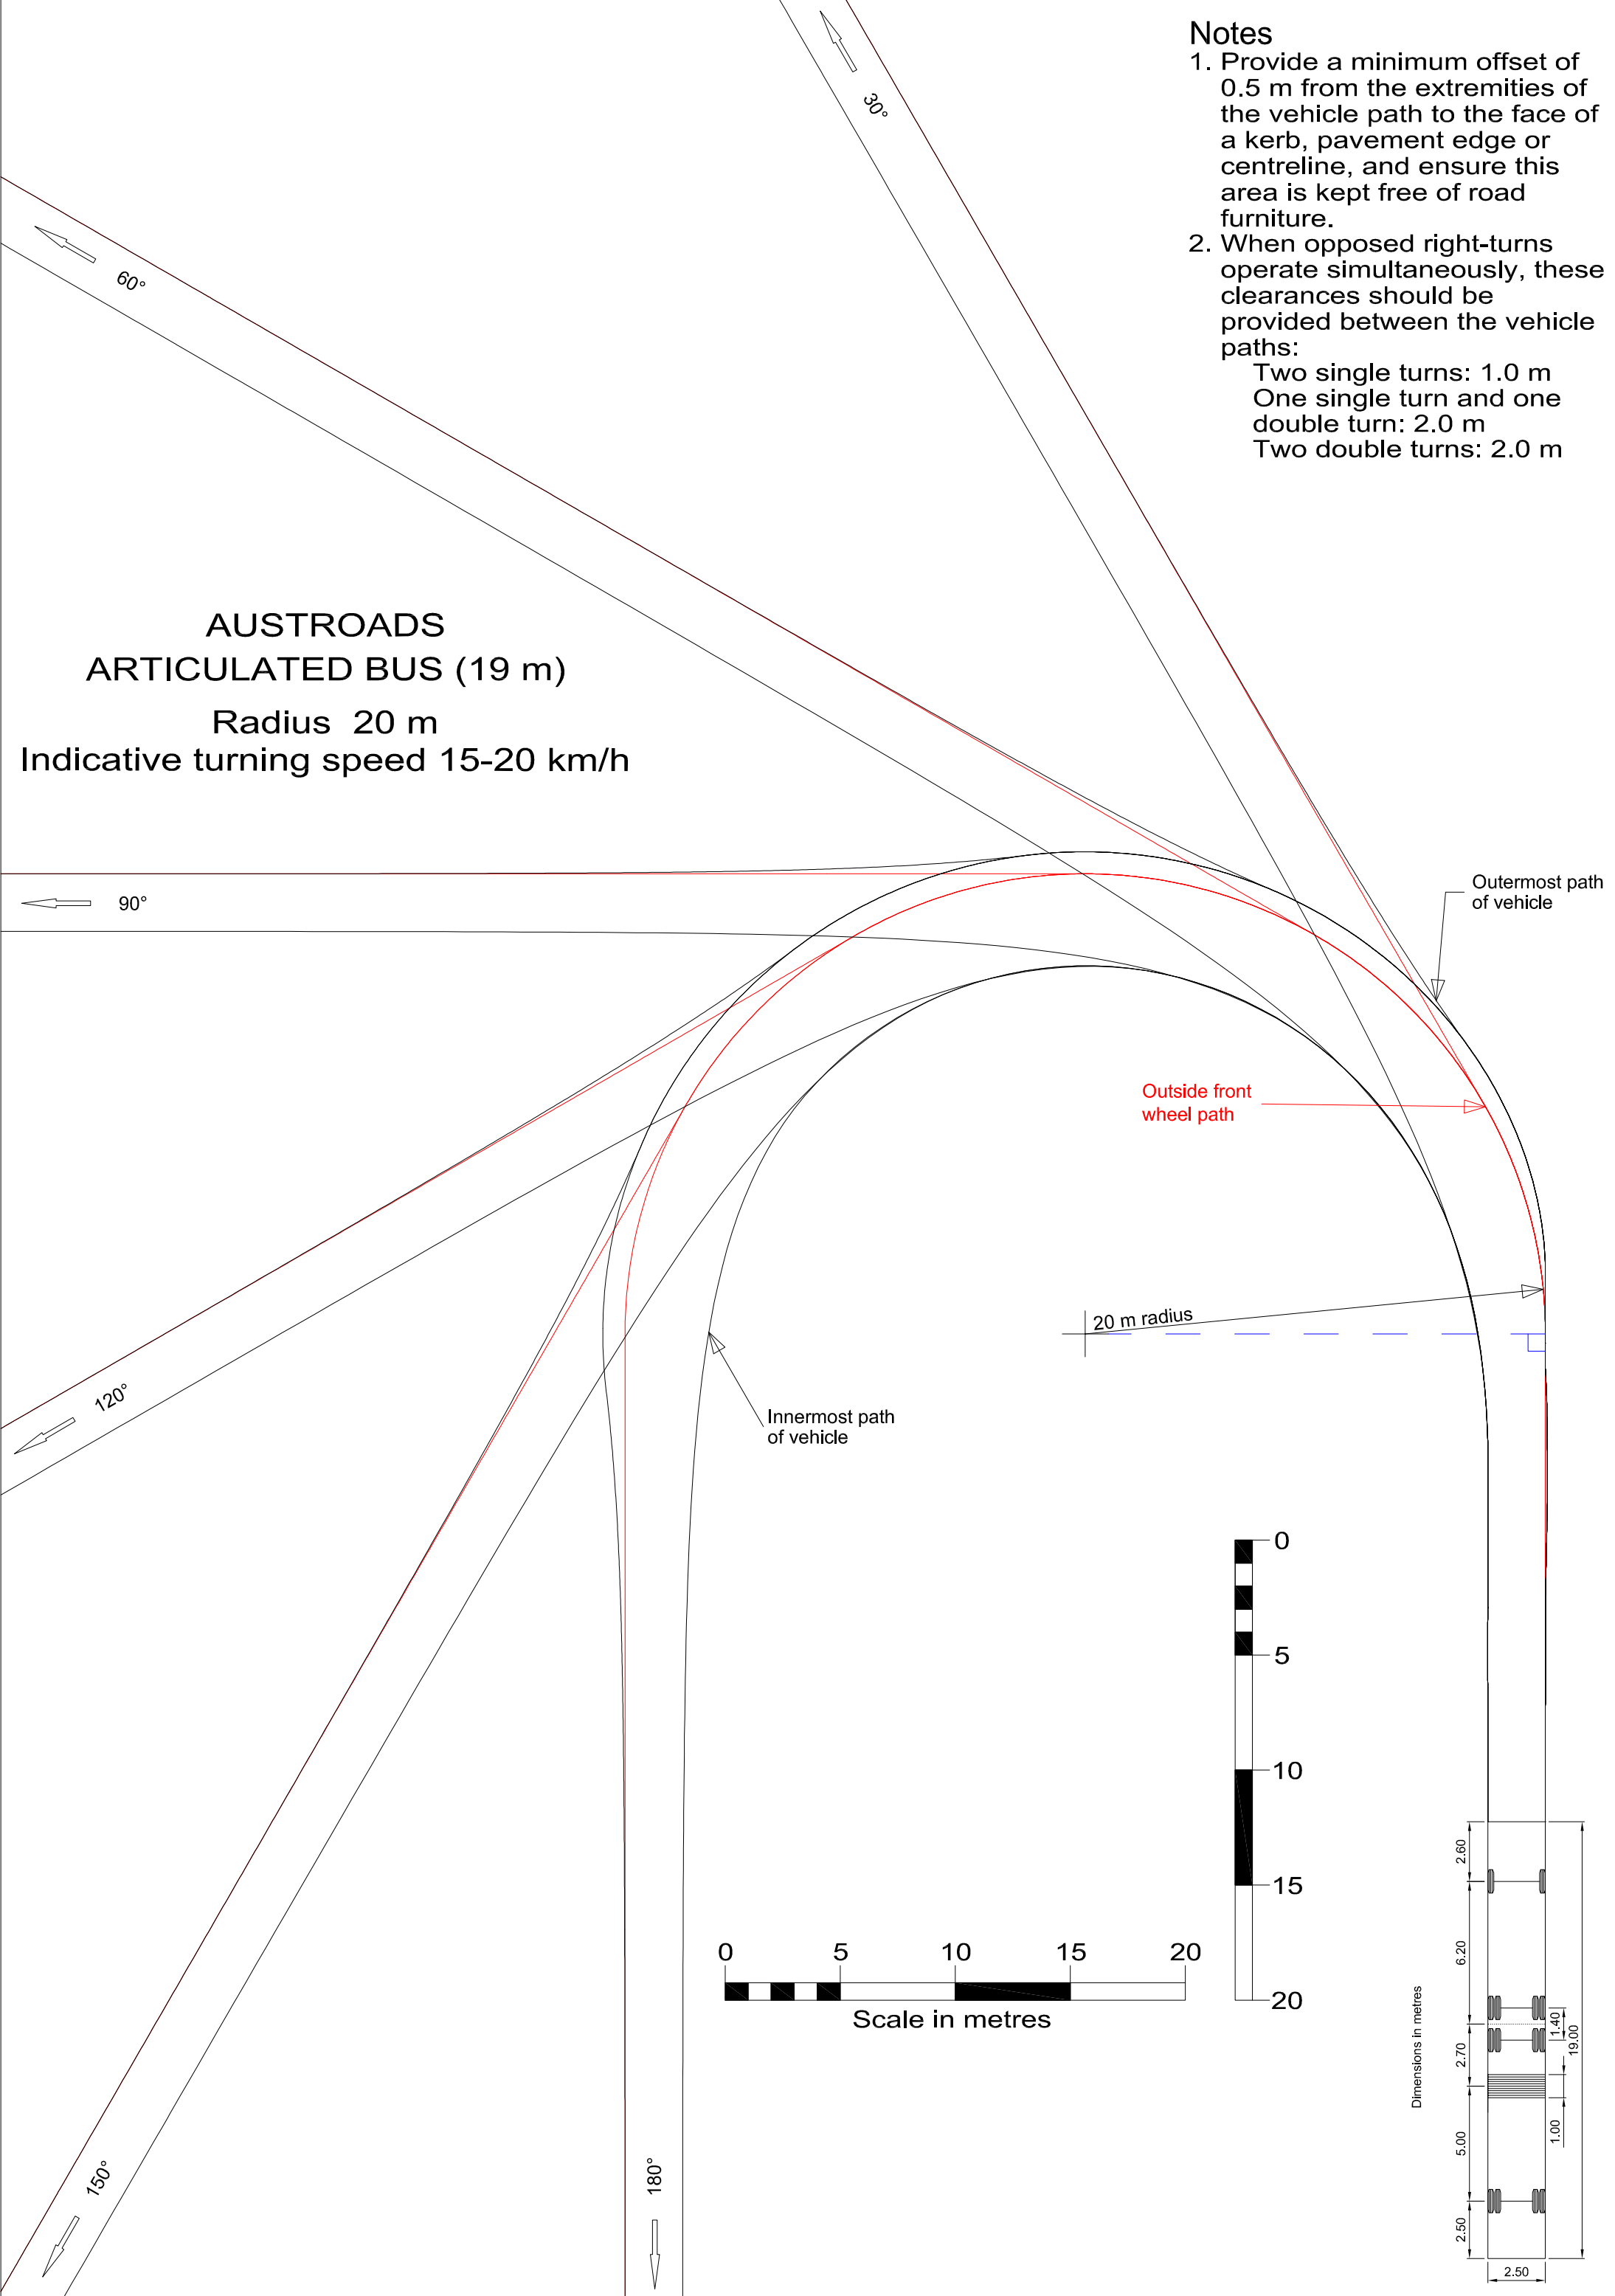 Notes
1. Provide a minimum offset of
0.5 m from the extremities of
the vehicle path to the face of
a kerb, pavement edge or
centreline, and ensure this
area is kept free of road
furniture.
2. When opposed right-turns
operate simultaneously, these
clearances should be
provided between the vehicle
paths:
Two single turns: 1.0 m
One single turn and one
double turn: 2.0 m
Two double turns: 2.0 m
30°
60°
AUSTROADS
ARTICULATED BUS (19 m)
Radius 20 m
Indicative turning speed 15-20 km/h
90°
Outermost path
of vehicle
Outside front
wheel path
20 m radius
120°
Innermost path
of vehicle
0
5
10
15
20
0 5 10 15 20
Scale in metres
150°
180°
Dimensions in metres
2.60
6.20
2.70
5.00
2.50
1.40
1.00
19.00
2.50